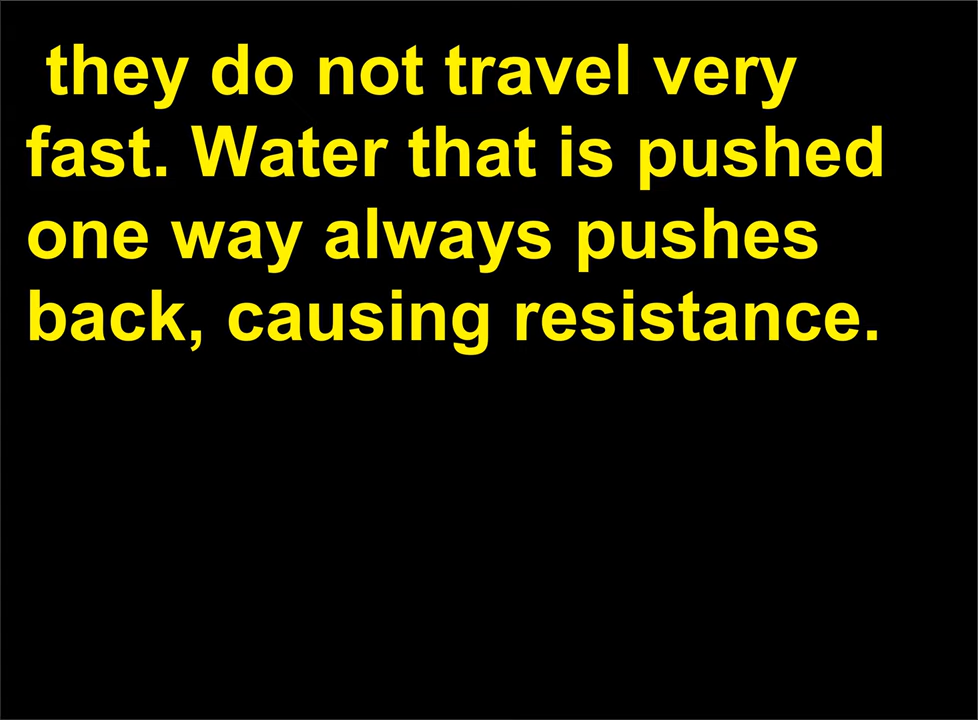 they do not travel very
fast. Water that is pushed
one way always pushes
back, causing resistance.